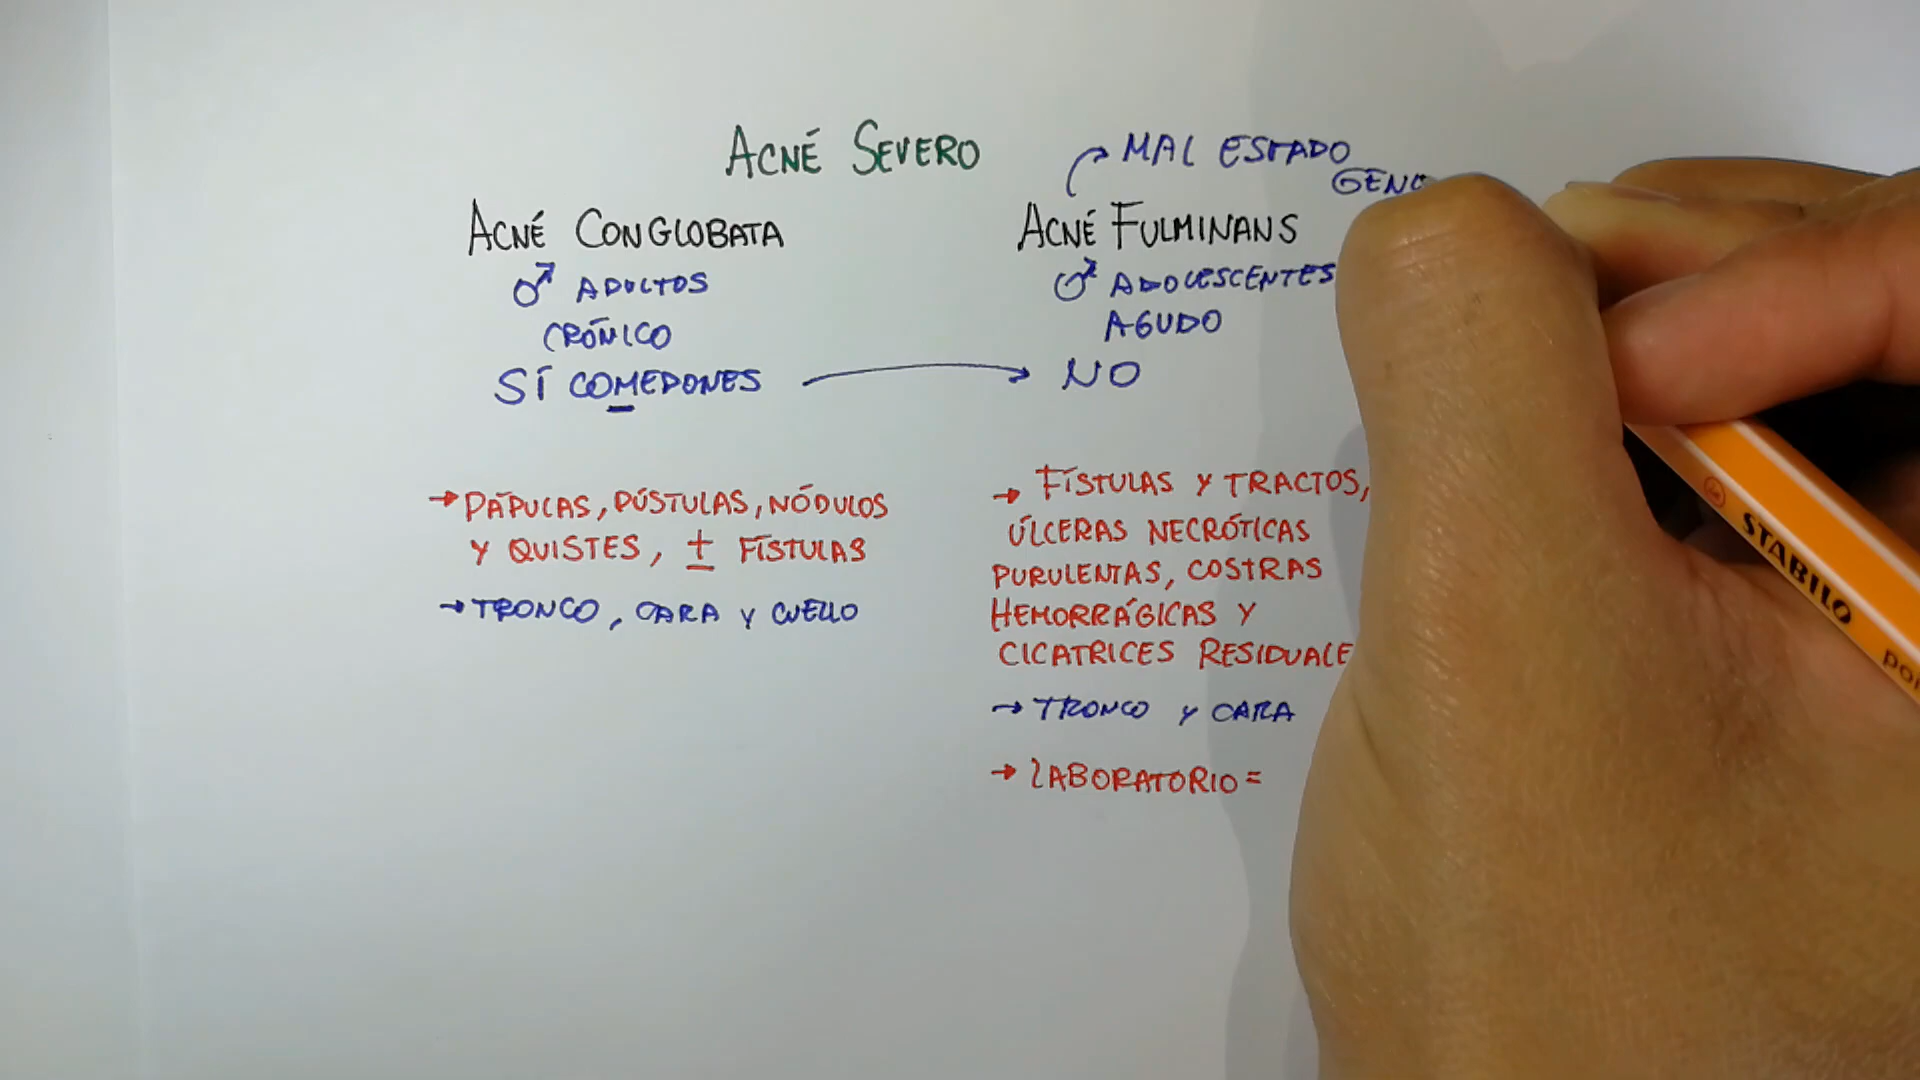 ACNÉ SEVERO
MAL ESTADO
ACNÉ CONGLOBATA
♂ ADULTOS
CRÓNICO
SÍ COMEDONES
→ PÁPULAS, PÚSTULAS, NÓDULOS
Y QUISTES, ± FÍSTULAS
→ TRONCO, CARA Y CUELLO
ACNÉ FULMINANS
♂ ADOLESCENTES
AGUDO
NO
→ FÍSTULAS Y TRACTOS,
ÚLCERAS NECRÓTICAS
PURULENTAS, COSTRAS
HEMORRÁGICAS Y
CICATRICES RESIDUALE
→ TRONCO Y CARA
→ LABORATORIO =
STABILO